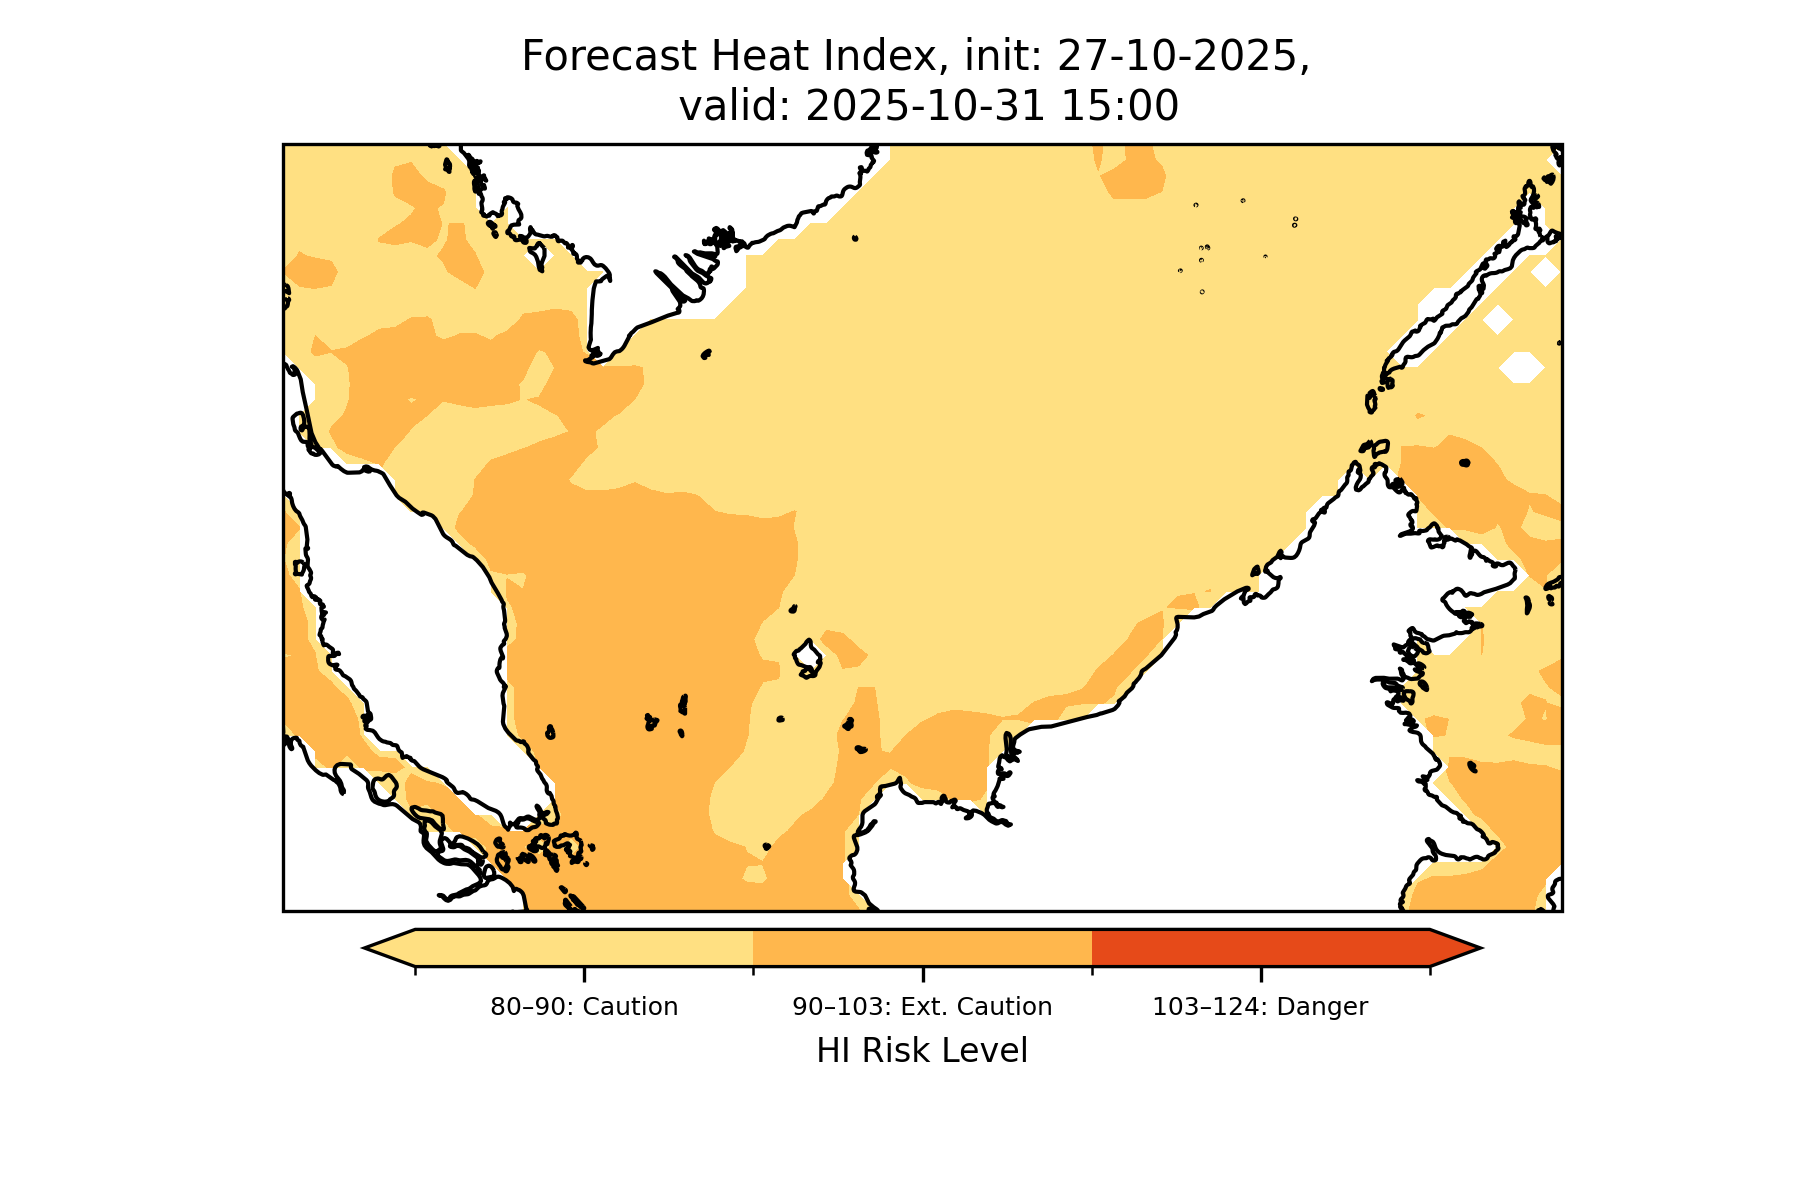 Forecast Heat Index, init: 27-10-2025,
valid: 2025-10-31 15:00
80–90: Caution
90–103: Ext. Caution
103–124: Danger
HI Risk Level